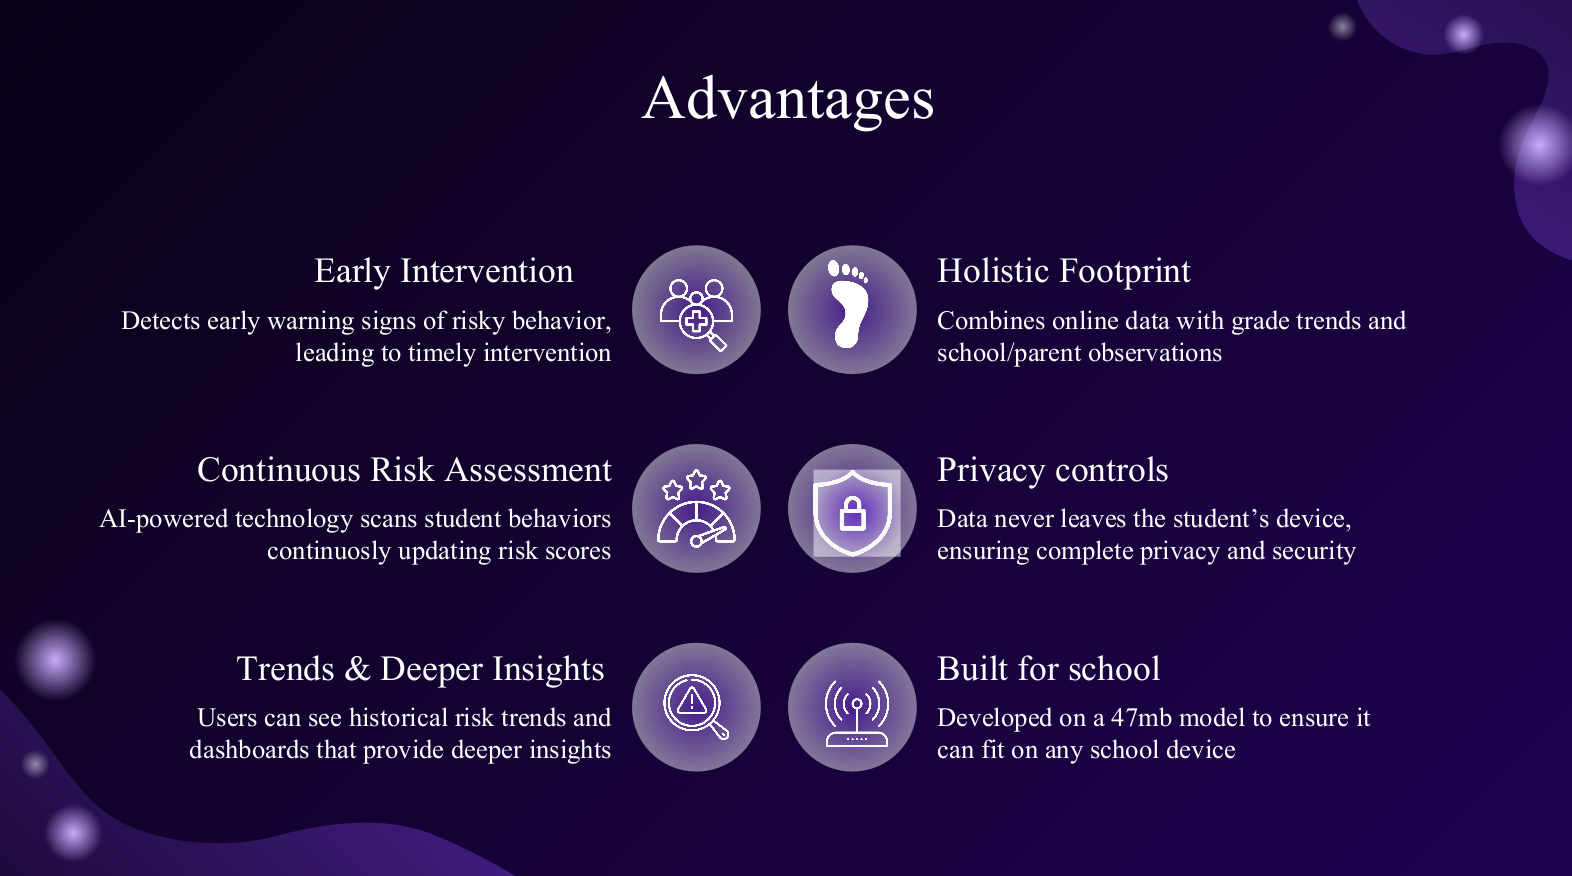 Advantages
Early Intervention
Detects early warning signs of risky behavior,
leading to timely intervention
Holistic Footprint
Combines online data with grade trends and
school/parent observations
Continuous Risk Assessment
AI-powered technology scans student behaviors
continuosly updating risk scores
Privacy controls
Data never leaves the student’s device,
ensuring complete privacy and security
Trends & Deeper Insights
Users can see historical risk trends and
dashboards that provide deeper insights
Built for school
Developed on a 47mb model to ensure it
can fit on any school device